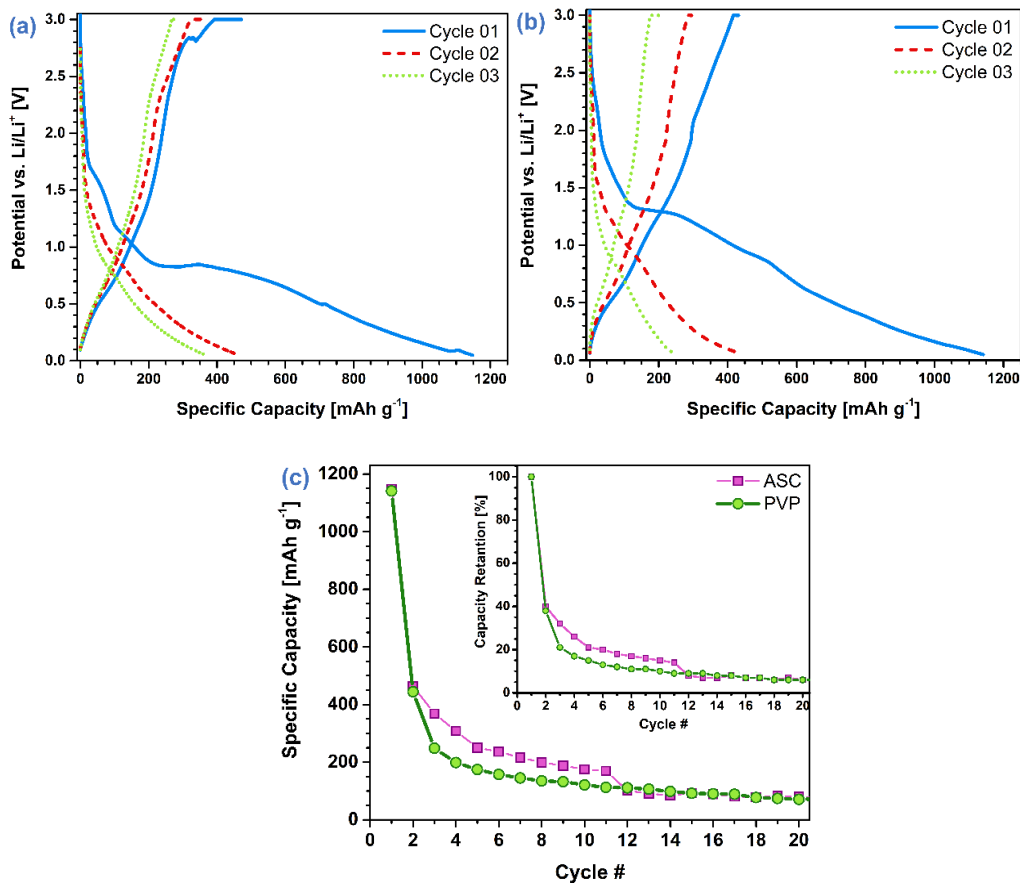 (a)
Cycle 01
Cycle 02
Cycle 03
Potential vs. Li/Li⁺ [V]
3.0
2.5
2.0
1.5
1.0
0.5
0.0
0 200 400 600 800 1000 1200
Specific Capacity [mAh g⁻¹]
(b)
Cycle 01
Cycle 02
Cycle 03
Potential vs. Li/Li⁺ [V]
3.0
2.5
2.0
1.5
1.0
0.5
0.0
0 200 400 600 800 1000 1200
Specific Capacity [mAh g⁻¹]
(c)
Specific Capacity [mAh g⁻¹]
1200
1000
800
600
400
200
0
0 2 4 6 8 10 12 14 16 18 20
Cycle #
ASC
PVP
Capacity Retantion [%]
100
80
60
40
20
0
0 2 4 6 8 10 12 14 16 18 20
Cycle #